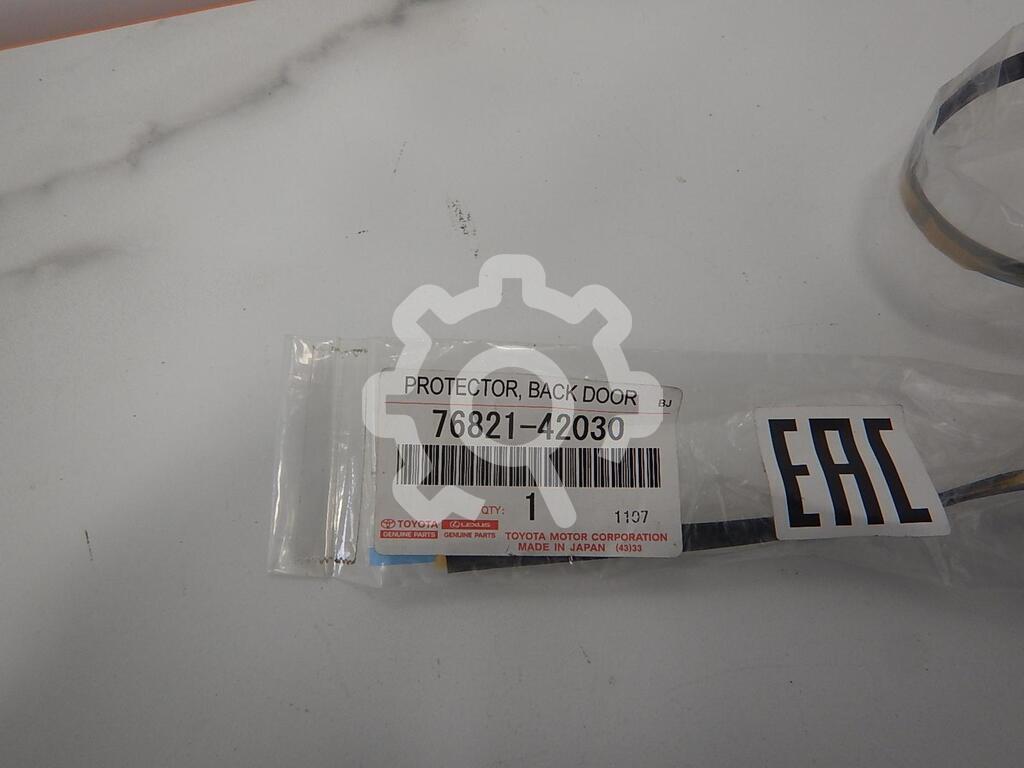 PROTECTOR, BACK DOOR BJ
76821-42030
QTY: 1 1107
TOYOTA LEXUS TOYOTA MOTOR CORPORATION
GENUINE PARTS GENUINE PARTS MADE IN JAPAN (43)33
EAC